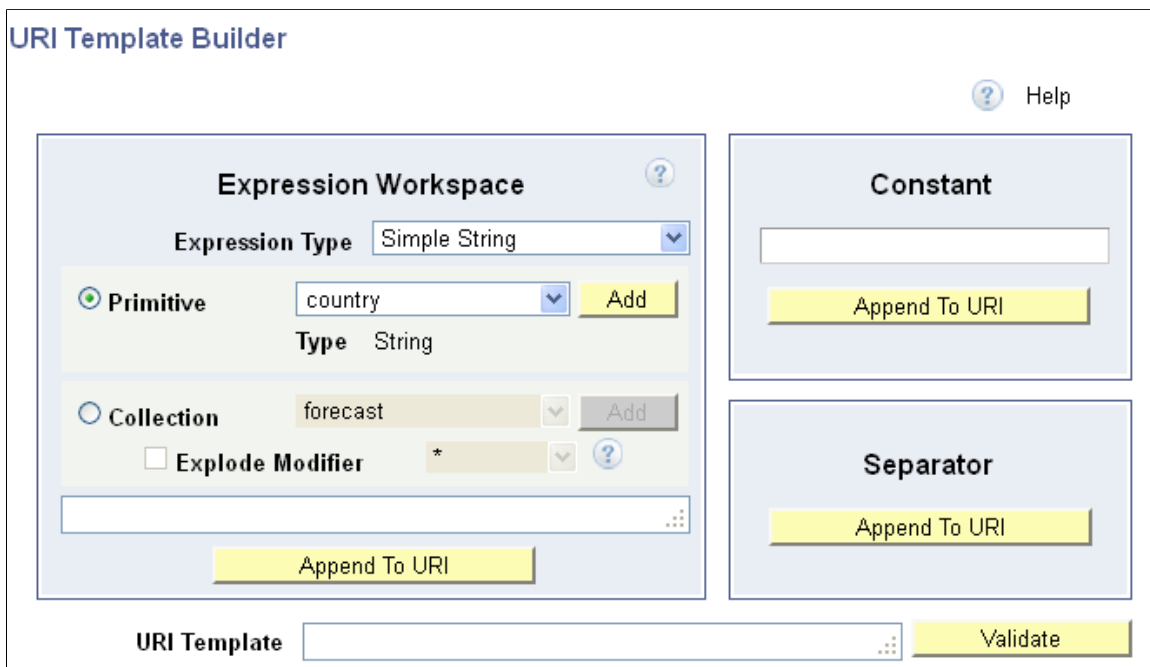 URI Template Builder
Help
Expression Workspace
Expression Type Simple String
Primitive country Add
Type String
Collection forecast Add
Explode Modifier *
Append To URI
Constant
Append To URI
Separator
Append To URI
URI Template Validate